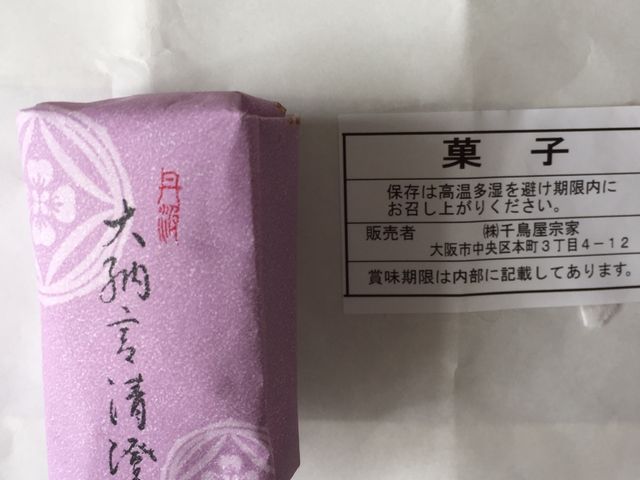 丹波
大納言清澄
菓子
保存は高温多湿を避け期限内に
お召し上がりください。
販売者 ㈱千鳥屋宗家
大阪市中央区本町3丁目4-12
賞味期限は内部に記載してあります。